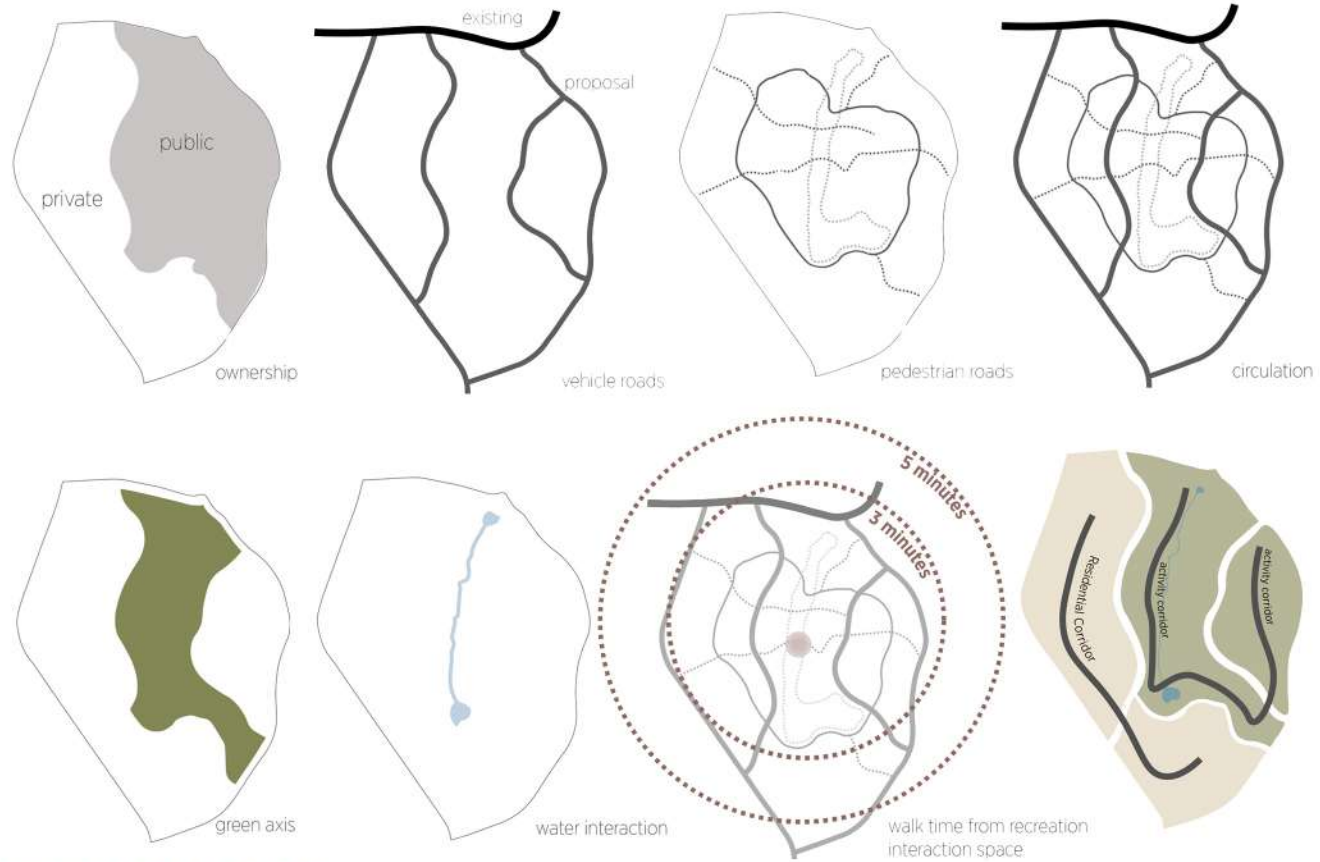 existing
proposal
public
private
ownership
vehicle roads
pedestrian roads
circulation
5 minutes
3 minutes
Residential Corridor
activity corridor
activity corridor
green axis
water interaction
walk time from recreation
interaction space